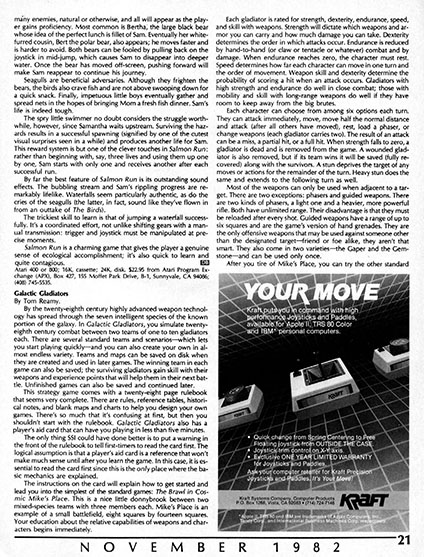 many enemies, natural or otherwise, and all will appear as the play-
er gains proficiency. Most common is Bertha, the large black bear
whose idea of the perfect lunch is fillet of Sam. Eventually her white-
furred cousin, Bert the polar bear, also appears; he moves faster and
is harder to avoid. Both bears can be fooled by pulling back on the
joystick in mid-jump, which causes Sam to disappear into deeper
water. Once the bear has moved off-screen, pushing forward will
make Sam reappear to continue his journey.
Seagulls are beneficial adversaries. Although they frighten the
bears, the birds also crave fish and are not above swooping down for
a quick snack. Finally, impetuous little boys eventually gather and
spread nets in the hopes of bringing Mom a fresh fish dinner. Sam's
life is indeed tough.
The spry little swimmer no doubt considers the struggle worth-
while, however, since Samantha waits upstream. Surviving the haz-
ards results in a successful spawning (signified by one of the cutest
visual surprises seen in a while) and produces another life for Sam.
This reward system is but one of the clever touches in Salmon Run:
rather than beginning with, say, three lives and using them up one
by one, Sam starts with only one and receives another after each
successful run.
By far the best feature of Salmon Run is its outstanding sound
effects. The bubbling stream and Sam's rippling progress are re-
markably lifelike. Waterfalls seem particularly authentic, as do the
cries of the seagulls (the latter, in fact, sound like they've flown in
from an outtake of The Birds).
The trickiest skill to learn is that of jumping a waterfall success-
fully. It's a coordinated effort, not unlike shifting gears with a man-
ual transmission: trigger and joystick must be manipulated at pre-
cise moments.
Salmon Run is a charming game that gives the player a genuine
sense of ecological accomplishment; it's also quick to learn and
quite contagious.
Atari 400 or 800; 16K, cassette; 24K, disk. $22.95 from Atari Program Ex-
change (APX), Box 427, 155 Moffet Park Drive, B-1, Sunnyvale, CA 94086;
(408) 745-5535.
Galactic Gladiators
By Tom Reamy.
By the twenty-eighth century highly advanced weapon technol-
ogy has spread through the seven intelligent species of the known
portion of the galaxy. In Galactic Gladiators, you simulate twenty-
eighth century combat between two teams of one to ten gladiators
each. There are several standard teams and scenarios—which lets
you start playing quickly—and you can also create your own in al-
most endless variety. Teams and maps can be saved on disk when
they are created and used in later games. The winning team in each
game can also be saved; the surviving gladiators gain skill with their
weapons and experience points that will help them in their next bat-
tle. Unfinished games can also be saved and continued later.
This strategy game comes with a twenty-eight page rulebook
that seems very complete. There are rules, reference tables, histori-
cal notes, and blank maps and charts to help you design your own
games. There's so much that it's confusing at first, but then you
shouldn't start with the rulebook. Galactic Gladiators also has a
player's aid card that can have you playing in less than five minutes.
The only thing SSI could have done better is to put a warning in
the front of the rulebook to tell first-timers to read the card first. The
logical assumption is that a player's aid card is a reference that won't
make much sense until after you learn the game. In this case, it is es-
sential to read the card first since this is the only place where the ba-
sic mechanics are explained.
The instructions on the card will explain how to get started and
lead you into the simplest of the standard games: The Brawl in Cos-
mic Mike's Place. This is a nice little donnybrook between two
mixed-species teams with three members each. Mike's Place is an
example of a small battlefield, eight squares by fourteen squares.
Your education about the relative capabilities of weapons and char-
acters begins immediately.
Each gladiator is rated for strength, dexterity, endurance, speed,
and skill with weapons. Strength will dictate which weapons and ar-
mor you can carry and how much damage you can take. Dexterity
determines the order in which attacks occur. Endurance is reduced
by hand-to-hand (or claw or tentacle or whatever) combat and by
damage. When endurance reaches zero, the character must rest.
Speed determines how far each character can move in one turn and
the order of movement. Weapon skill and dexterity determine the
probability of scoring a hit when an attack occurs. Gladiators with
high strength and endurance do well in close combat; those with
mobility and skill with long-range weapons do well if they have
room to keep away from the big brutes.
Each character can choose from among six options each turn.
They can attack immediately, move, move half the normal distance
and attack (after all others have moved), rest, load a phaser, or
change weapons (each gladiator carries two). The result of an attack
can be a miss, a partial hit, or a full hit. When strength falls to zero, a
gladiator is dead and is removed from the game. A wounded glad-
iator is also removed, but if its team wins it will be saved (fully re-
covered) along with the survivors. A stun deprives the target of any
moves or actions for the remainder of the turn. Heavy stun does the
same and extends to the following turn as well.
Most of the weapons can only be used when adjacent to a tar-
get. There are two exceptions: phasers and guided weapons. There
are two kinds of phasers, a light one and a heavier, more powerful
rifle. Both have unlimited range. Their disadvantage is that they must
be reloaded after every shot. Guided weapons have a range of up to
six squares and are the game's version of hand grenades. They are
the only offensive weapons that may be used against someone other
than the designated target—friend or foe alike, they aren't that
smart. They also come in two varieties—the Gaper and the Gem-
stone—and can be used only once.
After you tire of Mike's Place, you can try the other standard
YOUR MOVE
Kraft puts you in command with high
performance Joysticks and Paddles,
available for Apple II, TRS 80 Color
and IBM* personal computers.
• Quick change from Spring Centering to Free
Floating joystick action OUTSIDE THE CASE.
• Joystick trim control on X-Y axis.
• Exclusive ONE YEAR LIMITED WARRANTY
for Joysticks and Paddles.
Ask your computer retailer for Kraft Precision
Joysticks and Paddles, It's Your Move!
Kraft Systems Company, Computer Products
P.O. Box 1268, Vista, CA 92083 • (714) 724-7146
KRAFT
NOVEMBER 1982
21